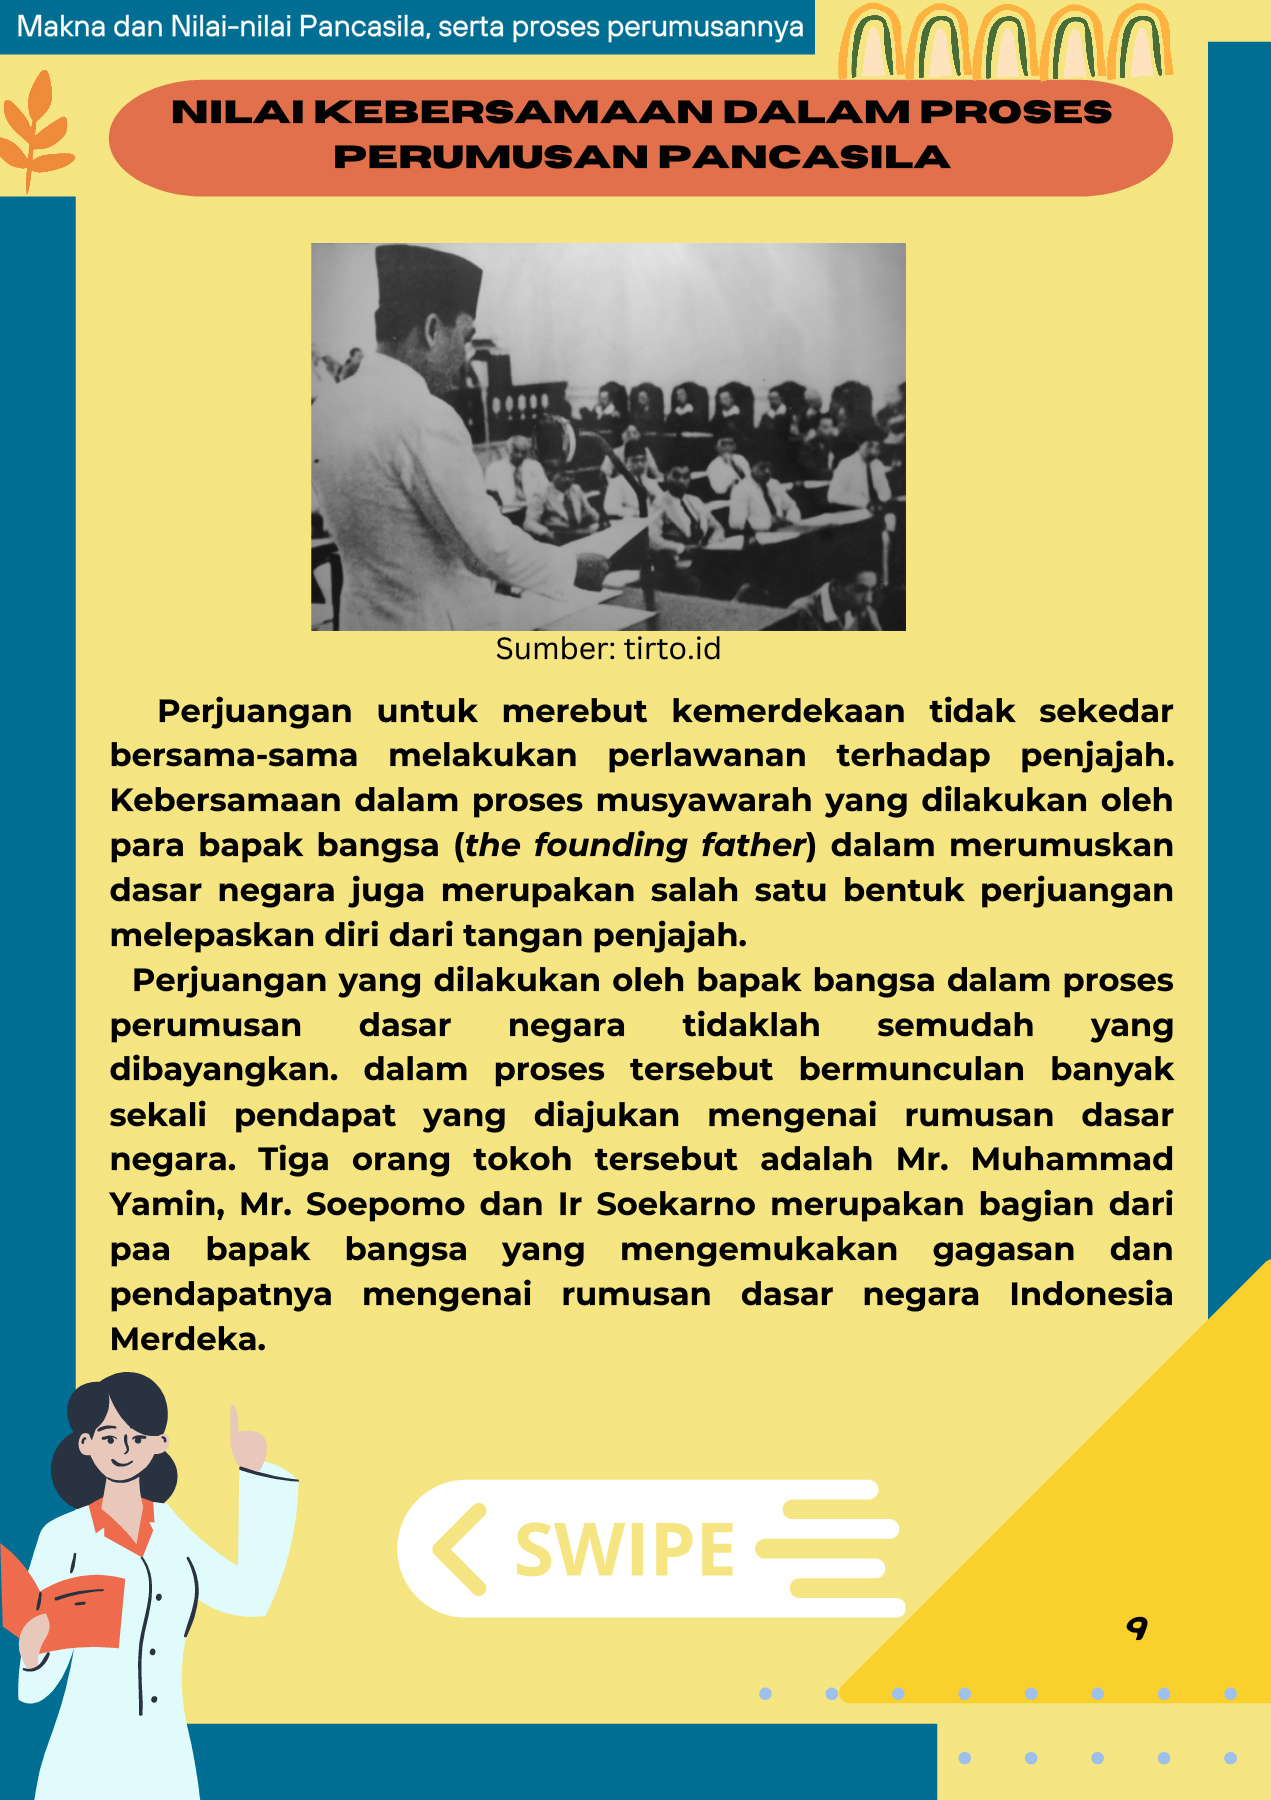 Makna dan Nilai-nilai Pancasila, serta proses perumusannya
NILAI KEBERSAMAAN DALAM PROSES
PERUMUSAN PANCASILA
Sumber: tirto.id
Perjuangan untuk merebut kemerdekaan tidak sekedar
bersama-sama melakukan perlawanan terhadap penjajah.
Kebersamaan dalam proses musyawarah yang dilakukan oleh
para bapak bangsa (the founding father) dalam merumuskan
dasar negara juga merupakan salah satu bentuk perjuangan
melepaskan diri dari tangan penjajah.
Perjuangan yang dilakukan oleh bapak bangsa dalam proses
perumusan dasar negara tidaklah semudah yang
dibayangkan. dalam proses tersebut bermunculan banyak
sekali pendapat yang diajukan mengenai rumusan dasar
negara. Tiga orang tokoh tersebut adalah Mr. Muhammad
Yamin, Mr. Soepomo dan Ir Soekarno merupakan bagian dari
paa bapak bangsa yang mengemukakan gagasan dan
pendapatnya mengenai rumusan dasar negara Indonesia
Merdeka.
SWIPE
9